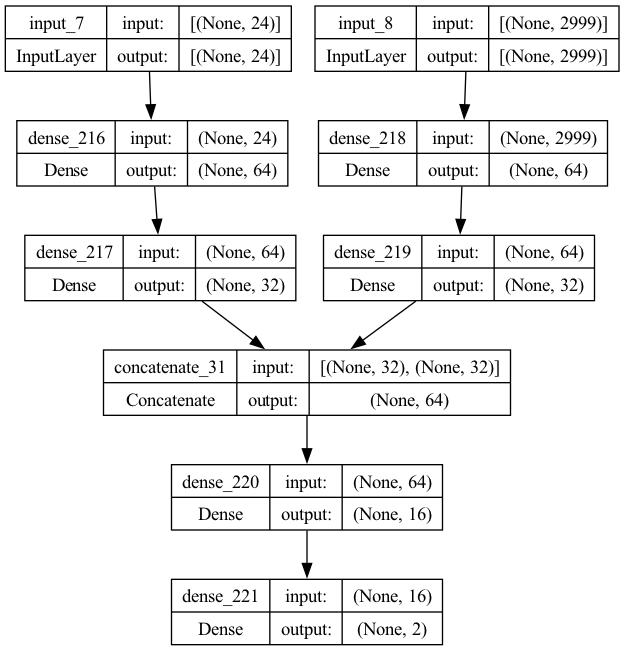 input_7 input: [(None, 24)]
InputLayer output: [(None, 24)]
input_8 input: [(None, 2999)]
InputLayer output: [(None, 2999)]
dense_216 input: (None, 24)
Dense output: (None, 64)
dense_218 input: (None, 2999)
Dense output: (None, 64)
dense_217 input: (None, 64)
Dense output: (None, 32)
dense_219 input: (None, 64)
Dense output: (None, 32)
concatenate_31 input: [(None, 32), (None, 32)]
Concatenate output: (None, 64)
dense_220 input: (None, 64)
Dense output: (None, 16)
dense_221 input: (None, 16)
Dense output: (None, 2)